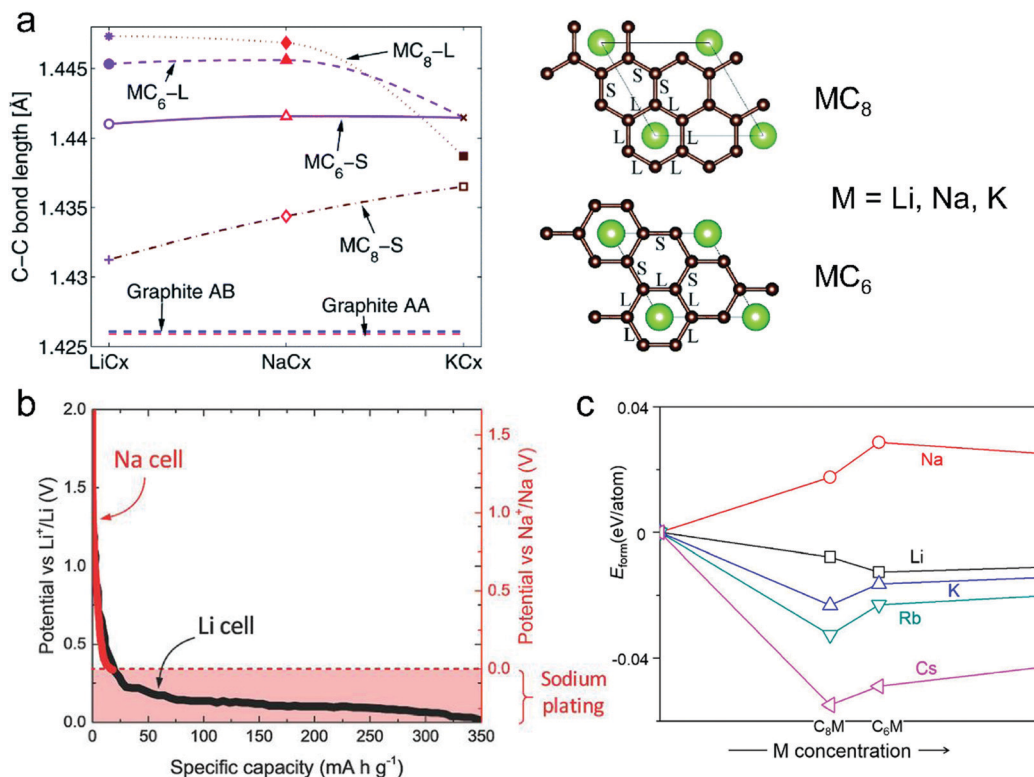 a
C–C bond length [Å]
1.445
1.44
1.435
1.43
1.425
LiCx
NaCx
KCx
MC₆–L
MC₈–L
MC₆–S
MC₈–S
Graphite AB
Graphite AA
S
S
S
L
L
L
L
L
L
MC₈
M = Li, Na, K
S
S
S
L
L
L
L
L
L
MC₆
b
Potential vs Li⁺/Li (V)
2.0
1.5
1.0
0.5
0.0
0
50
100
150
200
250
300
350
Specific capacity (mA h g⁻¹)
Na cell
Li cell
1.5
1.0
0.5
0.0
Potential vs Na⁺/Na (V)
Sodium
plating
c
E_form(eV/atom)
0.04
0
-0.04
Na
Li
K
Rb
Cs
C₈M
C₆M
M concentration